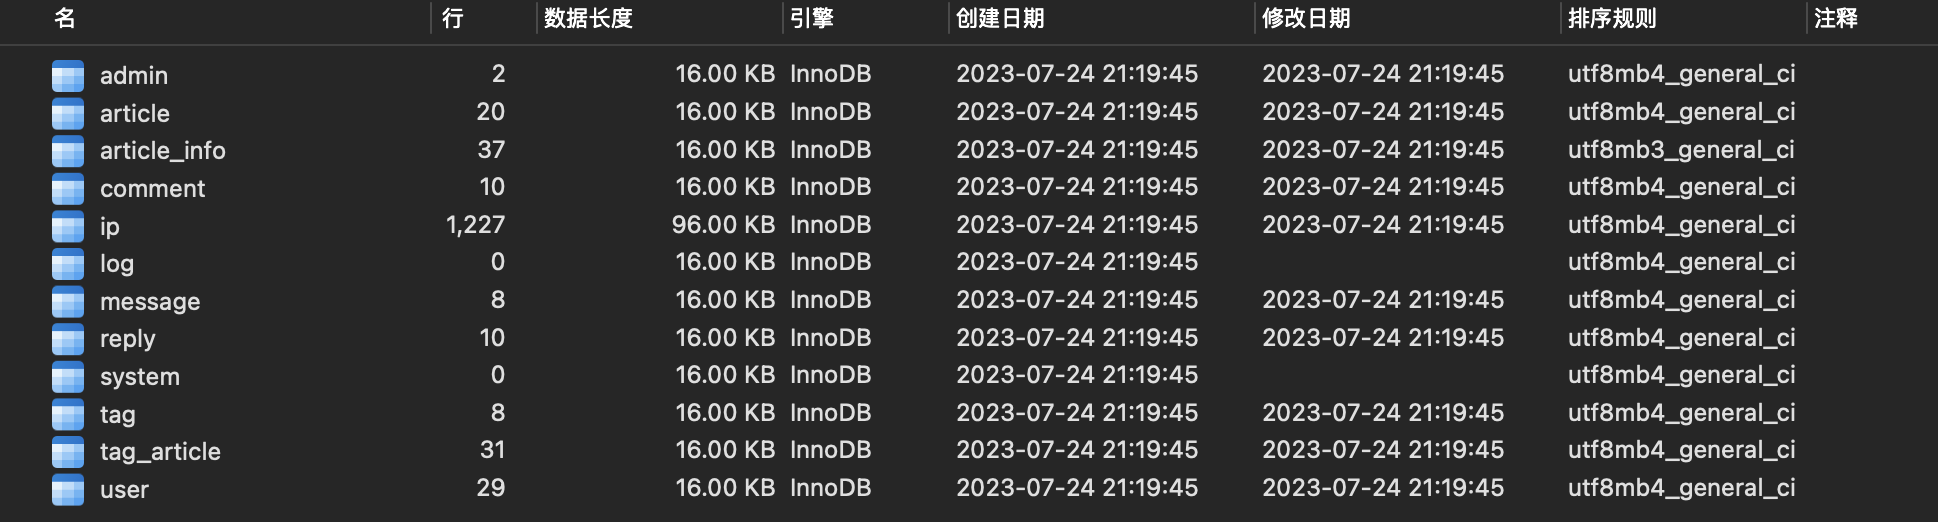 名 行 数据长度 引擎 创建日期 修改日期 排序规则 注释
admin 2 16.00 KB InnoDB 2023-07-24 21:19:45 2023-07-24 21:19:45 utf8mb4_general_ci
article 20 16.00 KB InnoDB 2023-07-24 21:19:45 2023-07-24 21:19:45 utf8mb4_general_ci
article_info 37 16.00 KB InnoDB 2023-07-24 21:19:45 2023-07-24 21:19:45 utf8mb3_general_ci
comment 10 16.00 KB InnoDB 2023-07-24 21:19:45 2023-07-24 21:19:45 utf8mb4_general_ci
ip 1,227 96.00 KB InnoDB 2023-07-24 21:19:45 2023-07-24 21:19:45 utf8mb4_general_ci
log 0 16.00 KB InnoDB 2023-07-24 21:19:45 utf8mb4_general_ci
message 8 16.00 KB InnoDB 2023-07-24 21:19:45 2023-07-24 21:19:45 utf8mb4_general_ci
reply 10 16.00 KB InnoDB 2023-07-24 21:19:45 2023-07-24 21:19:45 utf8mb4_general_ci
system 0 16.00 KB InnoDB 2023-07-24 21:19:45 utf8mb4_general_ci
tag 8 16.00 KB InnoDB 2023-07-24 21:19:45 2023-07-24 21:19:45 utf8mb4_general_ci
tag_article 31 16.00 KB InnoDB 2023-07-24 21:19:45 2023-07-24 21:19:45 utf8mb4_general_ci
user 29 16.00 KB InnoDB 2023-07-24 21:19:45 2023-07-24 21:19:45 utf8mb4_general_ci